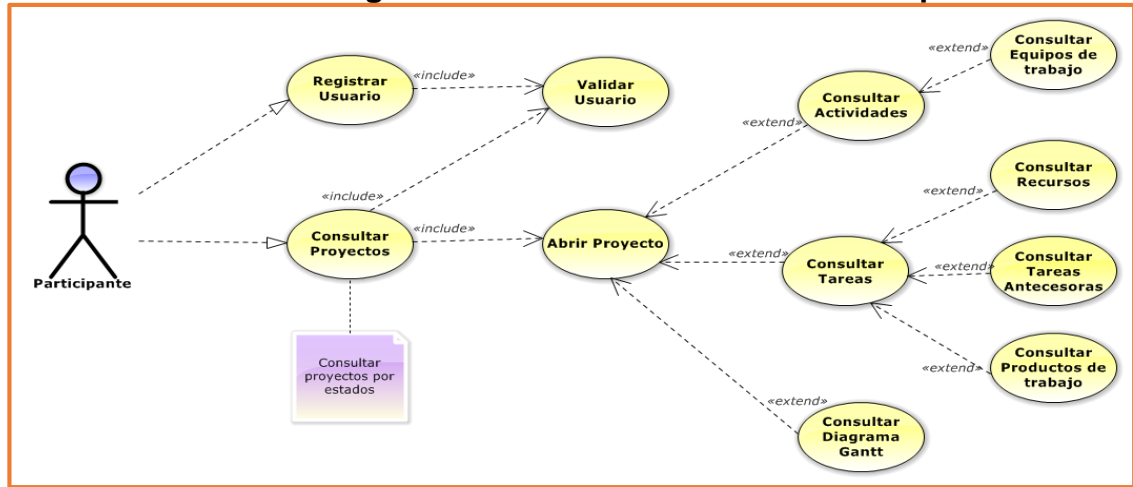 Participante
Registrar
Usuario
«include»
Validar
Usuario
«include»
Consultar
Proyectos
«include»
Abrir Proyecto
Consultar
proyectos por
estados
«extend»
Consultar
Actividades
«extend»
Consultar
Equipos de
trabajo
«extend»
Consultar
Tareas
«extend»
Consultar
Recursos
«extend»
Consultar
Tareas
Antecesoras
«extend»
Consultar
Productos de
trabajo
«extend»
Consultar
Diagrama
Gantt